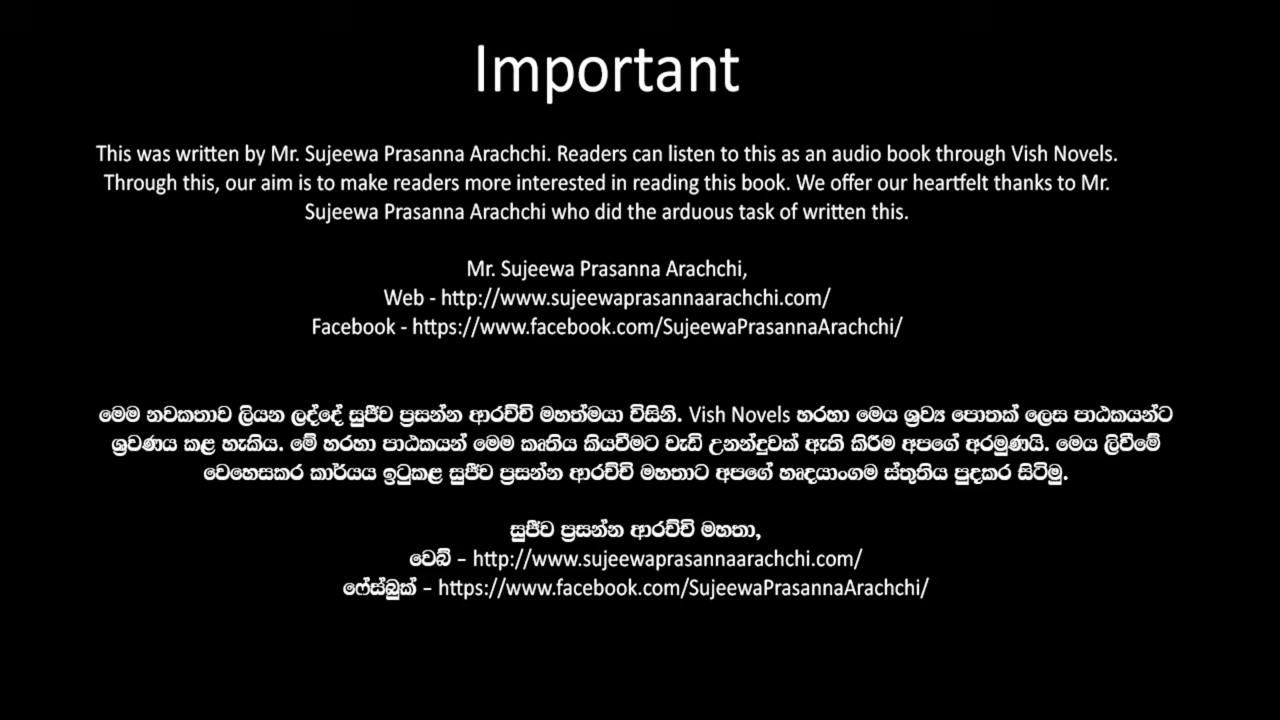 Important
This was written by Mr. Sujeewa Prasanna Arachchi. Readers can listen to this as an audio book through Vish Novels.
Through this, our aim is to make readers more interested in reading this book. We offer our heartfelt thanks to Mr.
Sujeewa Prasanna Arachchi who did the arduous task of written this.
Mr. Sujeewa Prasanna Arachchi,
Web - http://www.sujeewaprasannaarachchi.com/
Facebook - https://www.facebook.com/SujeewaPrasannaArachchi/
මෙම නවකතාව ලියන ලද්දේ සුජීව ප්‍රසන්න ආරච්චි මහත්මයා විසිනි. Vish Novels හරහා මෙය ශ්‍රව්‍ය පොතක් ලෙස පාඨකයන්ට
ශ්‍රවණය කළ හැකිය. මේ හරහා පාඨකයන් මෙම කෘතිය කියවීමට වැඩි උනන්දුවක් ඇති කිරීම අපගේ අරමුණයි. මෙය ලිවීමේ
වෙහෙසකර කාර්යය ඉටුකළ සුජීව ප්‍රසන්න ආරච්චි මහතාට අපගේ හෘදයාංගම ස්තුතිය පුදකර සිටිමු.
සුජීව ප්‍රසන්න ආරච්චි මහතා,
වෙබ් – http://www.sujeewaprasannaarachchi.com/
ෆේස්බුක් – https://www.facebook.com/SujeewaPrasannaArachchi/